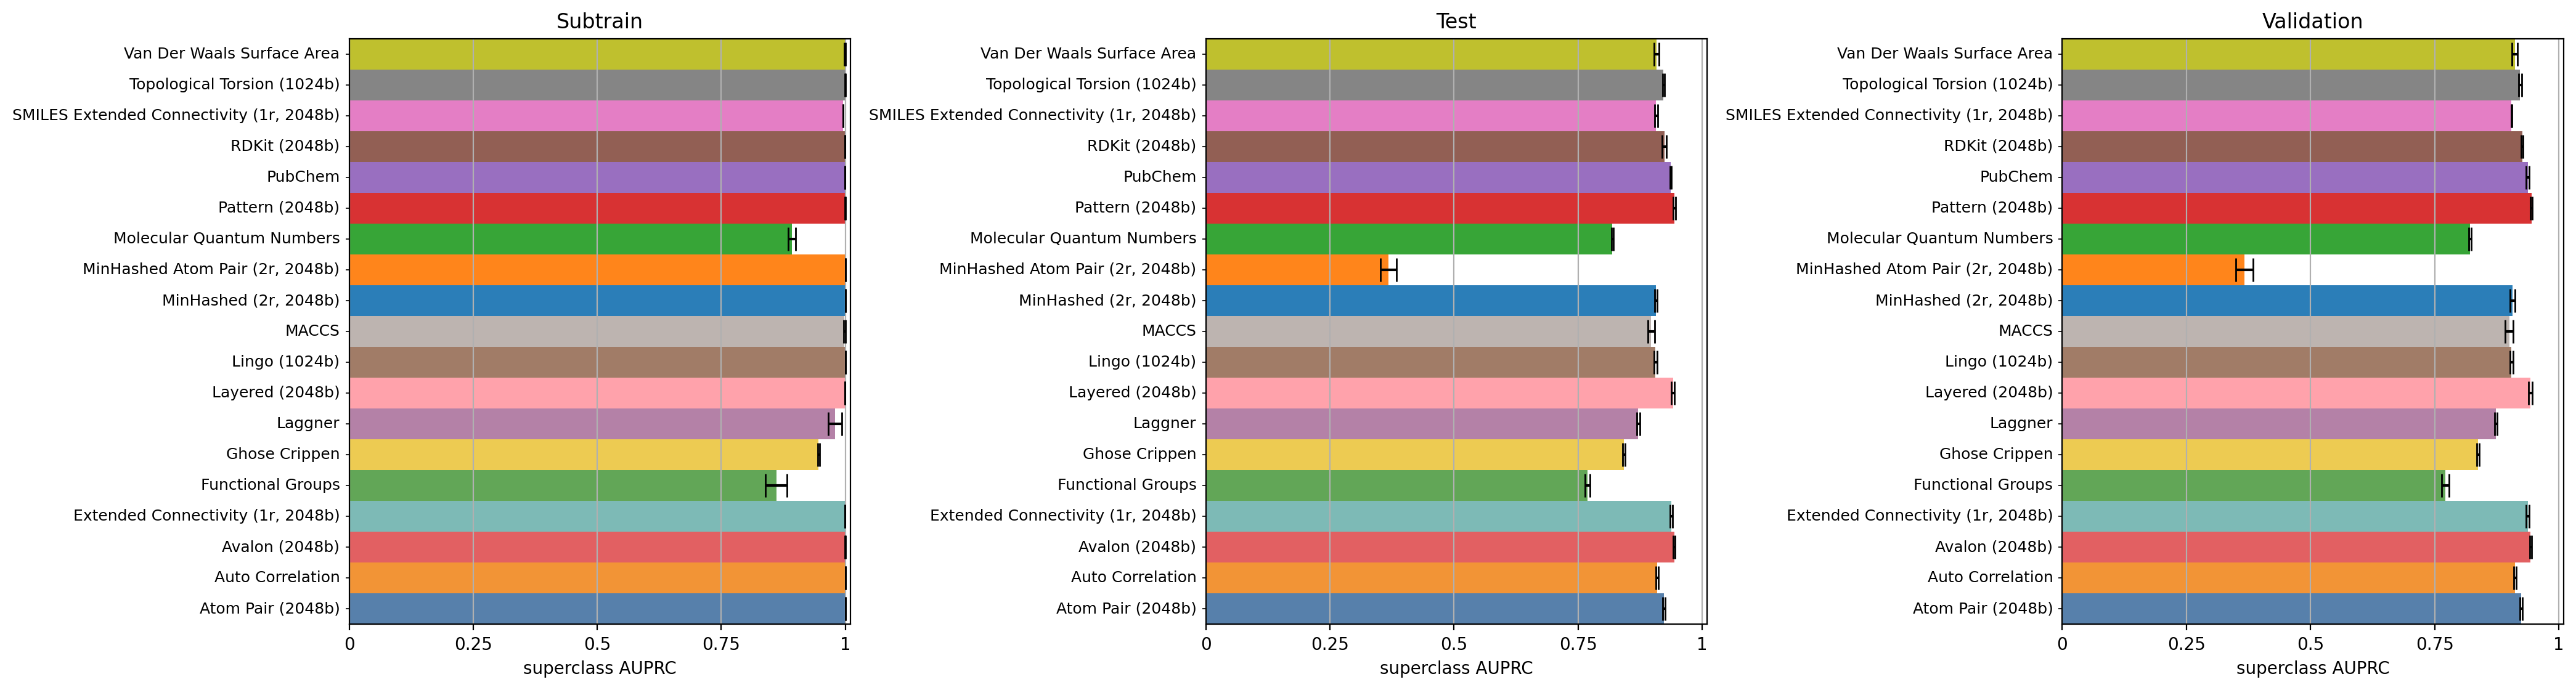 Subtrain
Van Der Waals Surface Area
Topological Torsion (1024b)
SMILES Extended Connectivity (1r, 2048b)
RDKit (2048b)
PubChem
Pattern (2048b)
Molecular Quantum Numbers
MinHashed Atom Pair (2r, 2048b)
MinHashed (2r, 2048b)
MACCS
Lingo (1024b)
Layered (2048b)
Laggner
Ghose Crippen
Functional Groups
Extended Connectivity (1r, 2048b)
Avalon (2048b)
Auto Correlation
Atom Pair (2048b)
0 0.25 0.5 0.75 1
superclass AUPRC
Test
Van Der Waals Surface Area
Topological Torsion (1024b)
SMILES Extended Connectivity (1r, 2048b)
RDKit (2048b)
PubChem
Pattern (2048b)
Molecular Quantum Numbers
MinHashed Atom Pair (2r, 2048b)
MinHashed (2r, 2048b)
MACCS
Lingo (1024b)
Layered (2048b)
Laggner
Ghose Crippen
Functional Groups
Extended Connectivity (1r, 2048b)
Avalon (2048b)
Auto Correlation
Atom Pair (2048b)
0 0.25 0.5 0.75 1
superclass AUPRC
Validation
Van Der Waals Surface Area
Topological Torsion (1024b)
SMILES Extended Connectivity (1r, 2048b)
RDKit (2048b)
PubChem
Pattern (2048b)
Molecular Quantum Numbers
MinHashed Atom Pair (2r, 2048b)
MinHashed (2r, 2048b)
MACCS
Lingo (1024b)
Layered (2048b)
Laggner
Ghose Crippen
Functional Groups
Extended Connectivity (1r, 2048b)
Avalon (2048b)
Auto Correlation
Atom Pair (2048b)
0 0.25 0.5 0.75 1
superclass AUPRC